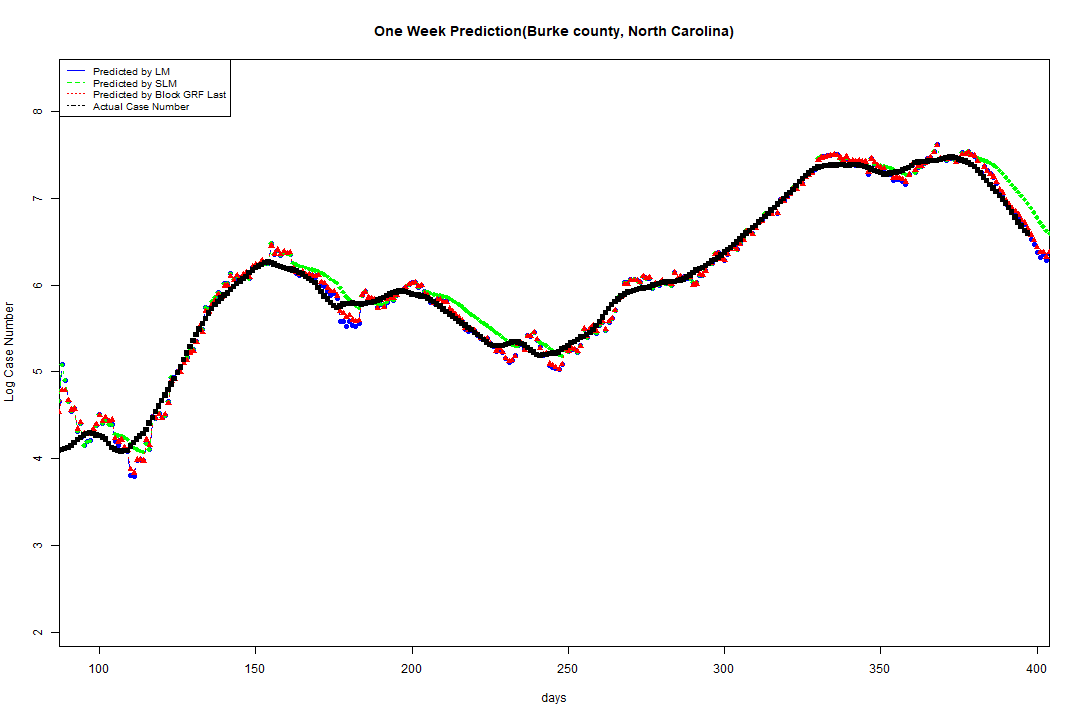 One Week Prediction(Burke county, North Carolina)
Predicted by LM
Predicted by SLM
Predicted by Block GRF Last
Actual Case Number
8
7
6
5
4
3
2
Log Case Number
100 150 200 250 300 350 400
days